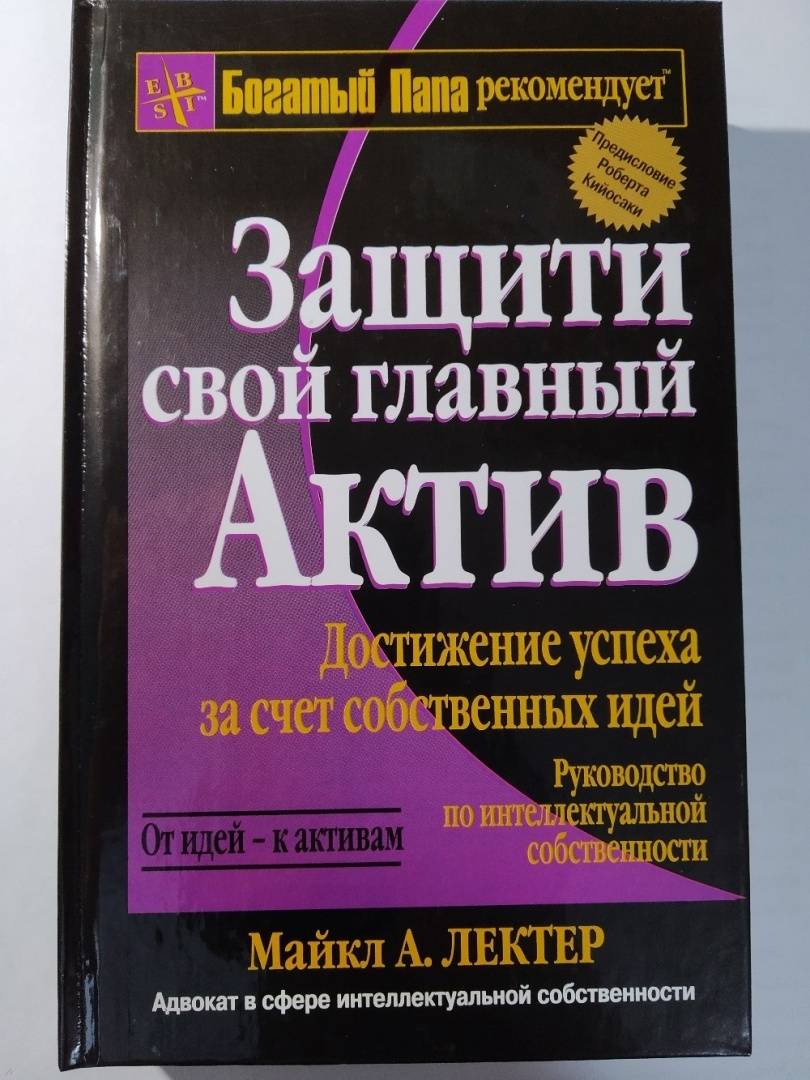 E B
S I™
Богатый Папа рекомендует™
Предисловие
Роберта
Кийосаки
Защити
свой главный
Актив
Достижение успеха
за счет собственных идей
Руководство
по интеллектуальной
собственности
От идей – к активам
Майкл А. ЛЕКТЕР
Адвокат в сфере интеллектуальной собственности